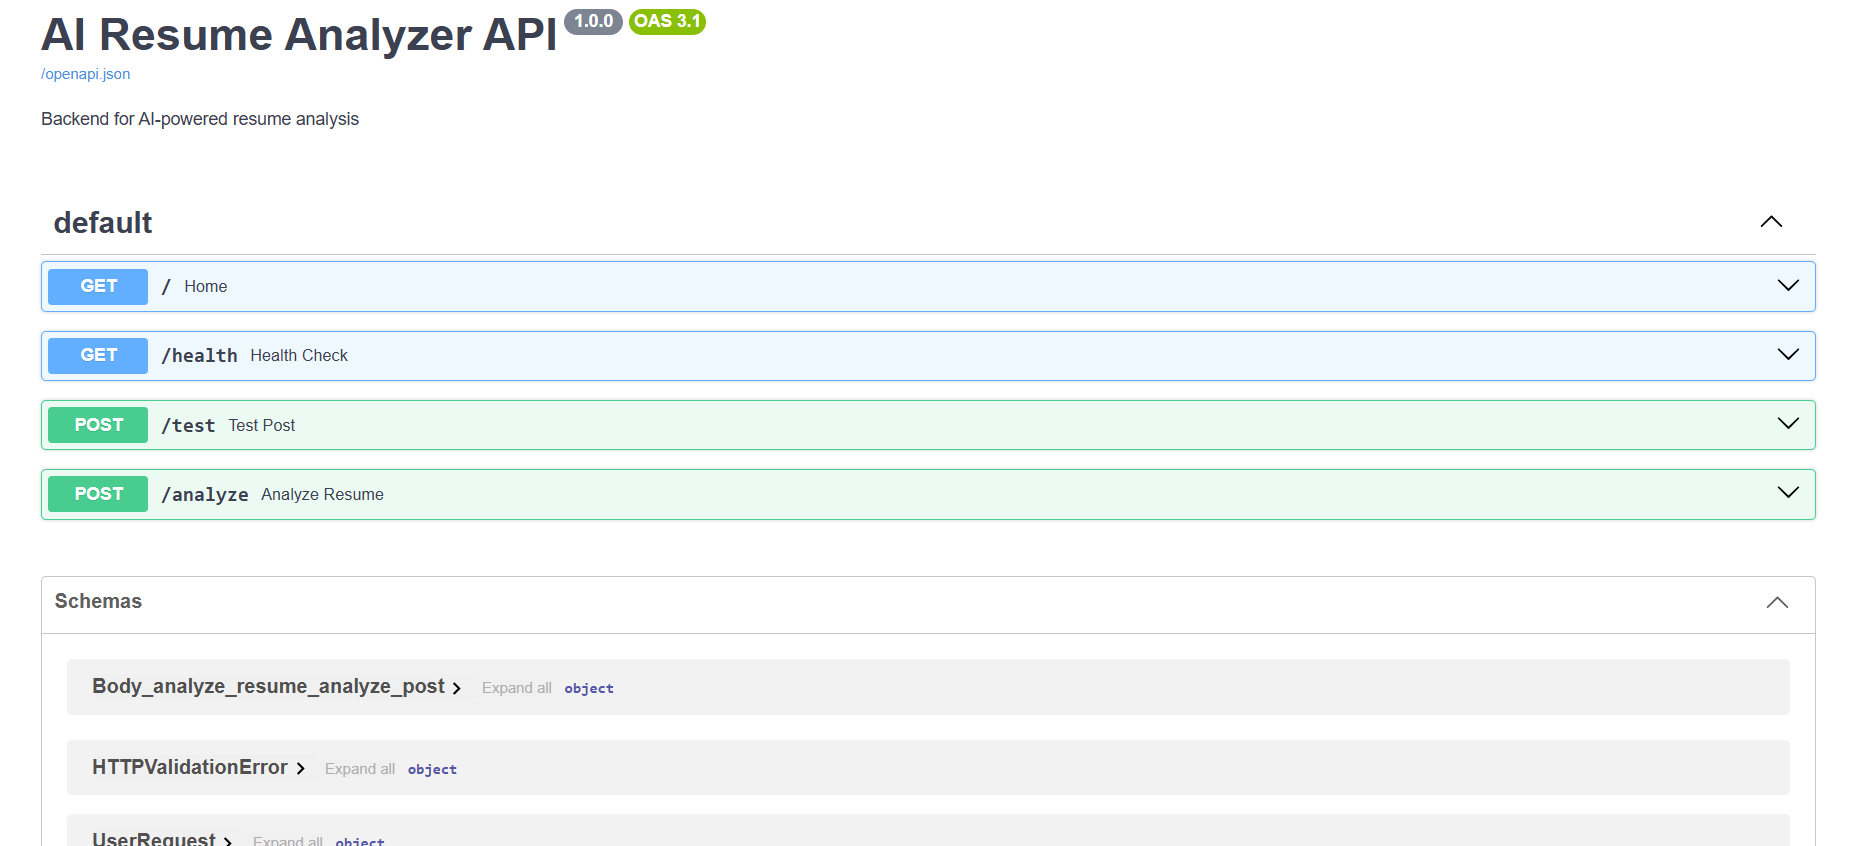 AI Resume Analyzer API 1.0.0 OAS 3.1
/openapi.json
Backend for AI-powered resume analysis
default
GET / Home
GET /health Health Check
POST /test Test Post
POST /analyze Analyze Resume
Schemas
Body_analyze_resume_analyze_post Expand all object
HTTPValidationError Expand all object
UserRequest Expand all object